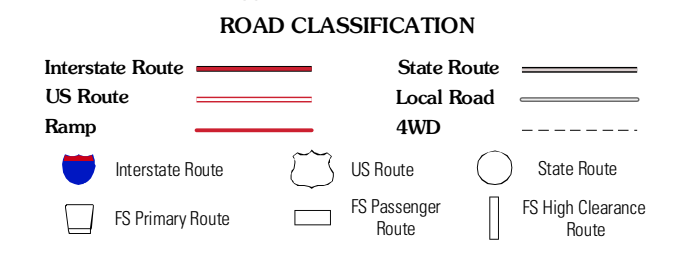 ROAD CLASSIFICATION
Interstate Route
State Route
US Route
Local Road
Ramp
4WD
Interstate Route
US Route
State Route
FS Primary Route
FS Passenger
Route
FS High Clearance
Route